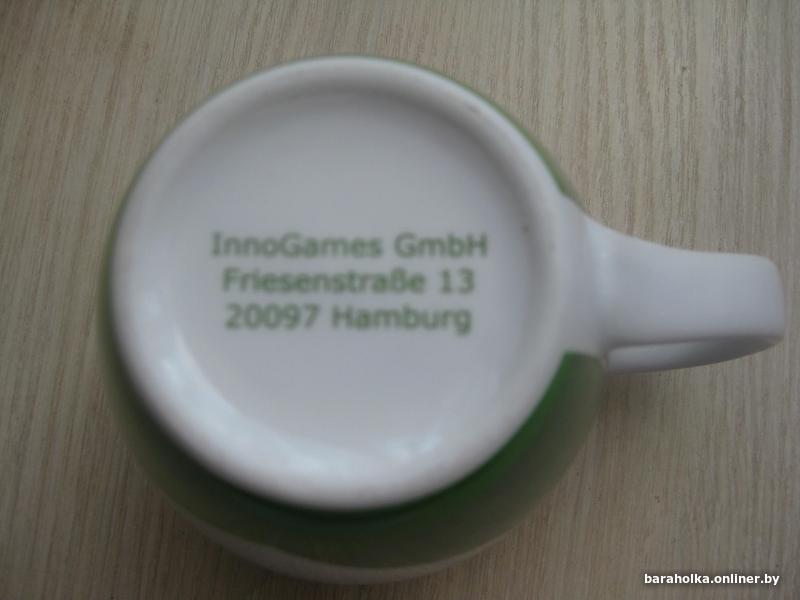 InnoGames GmbH
Friesenstraße 13
20097 Hamburg
baraholka.onliner.by